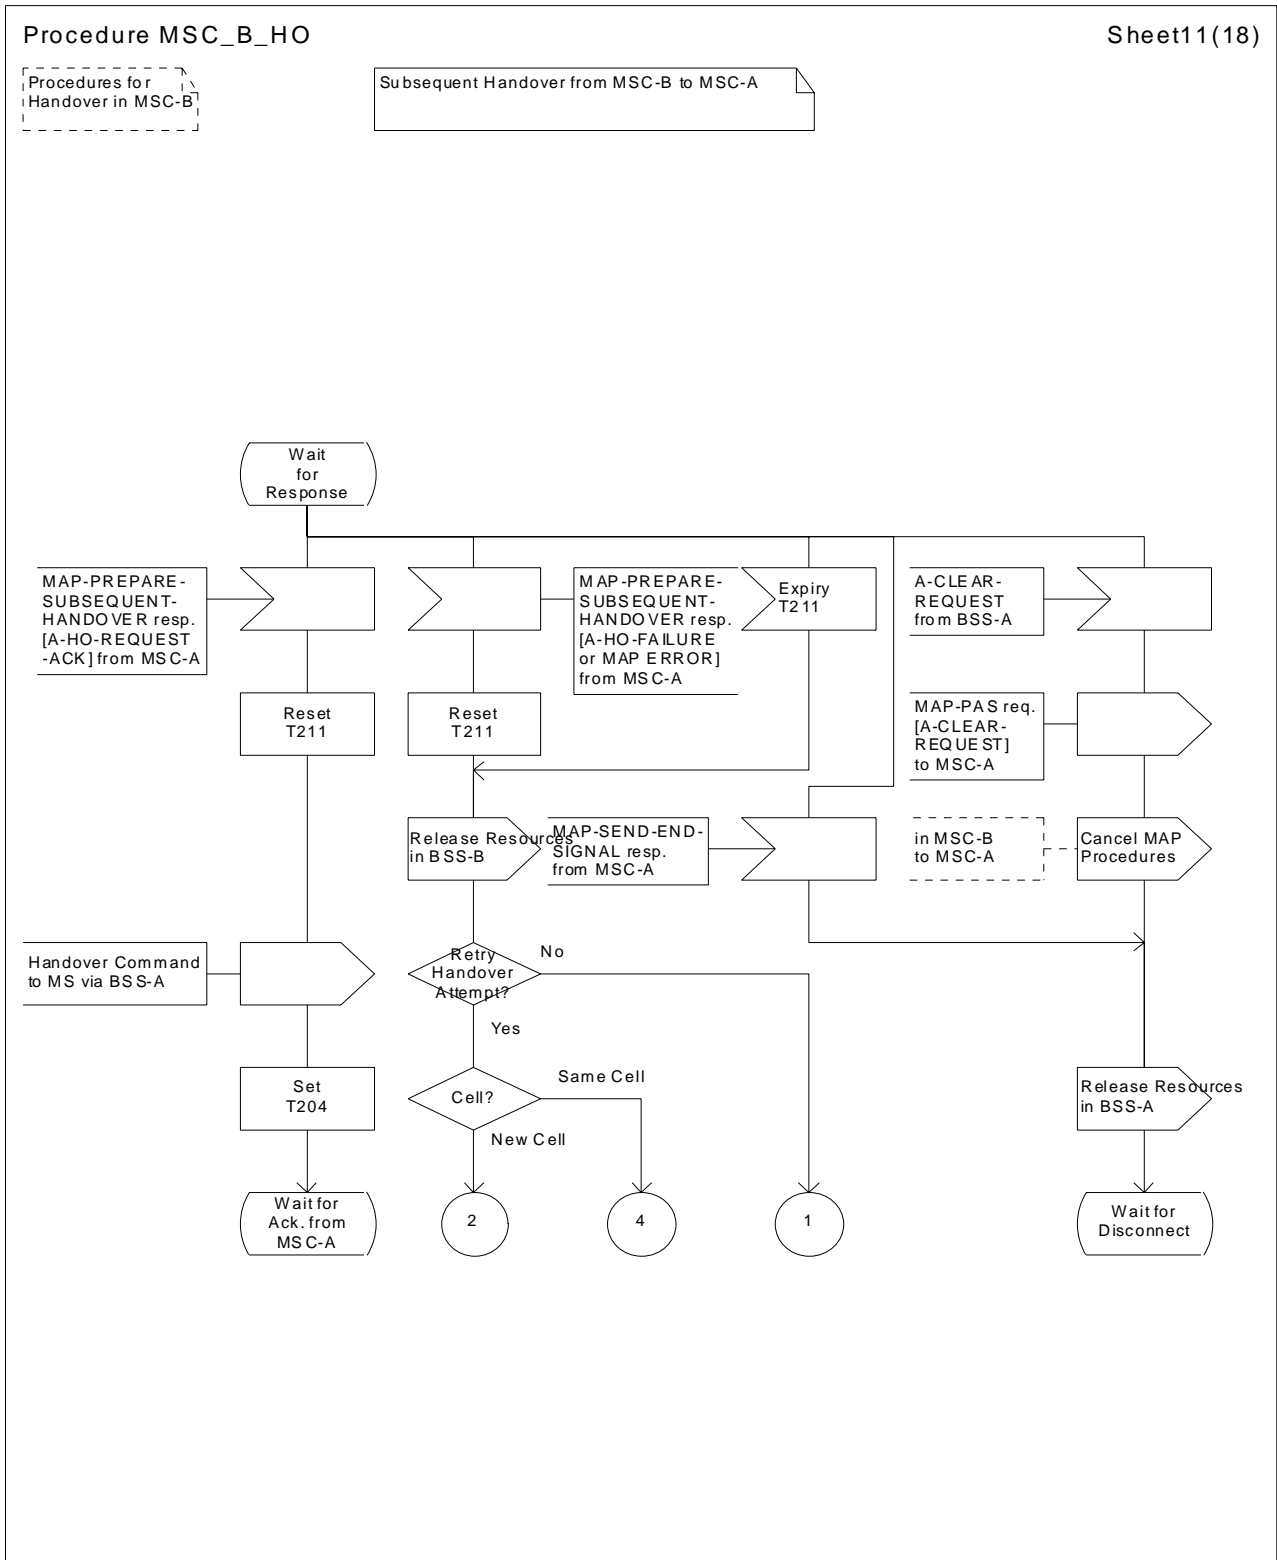 Procedure MSC_B_HO
Sheet11(18)
Procedures for
Handover in MSC-B
Subsequent Handover from MSC-B to MSC-A
Wait
for
Response
MAP-PREPARE-
SUBSEQUENT-
HANDOVER resp.
[A-HO-REQUEST
-ACK] from MSC-A
MAP-PREPARE-
SUBSEQUENT-
HANDOVER resp.
[A-HO-FAILURE
or MAP ERROR]
from MSC-A
Expiry
T211
A-CLEAR-
REQUEST
from BSS-A
Reset
T211
Reset
T211
MAP-PAS req.
[A-CLEAR-
REQUEST]
to MSC-A
Release Resources
in BSS-B
MAP-SEND-END-
SIGNAL resp.
from MSC-A
in MSC-B
to MSC-A
Cancel MAP
Procedures
Handover Command
to MS via BSS-A
Retry
Handover
Attempt?
No
Yes
Set
T204
Cell?
Same Cell
New Cell
Release Resources
in BSS-A
Wait for
Ack. from
MSC-A
2
4
1
Wait for
Disconnect